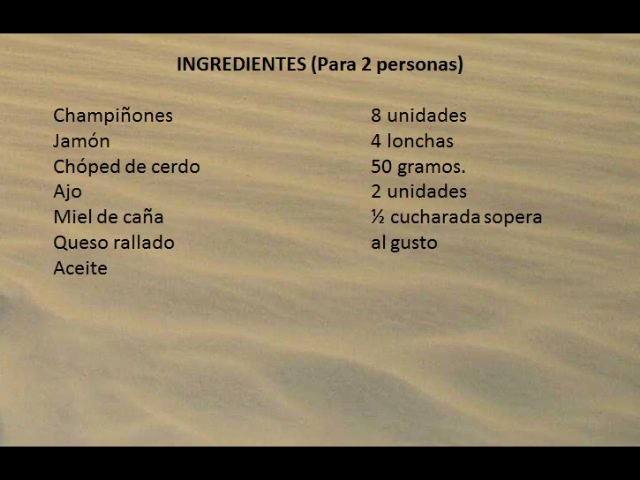 INGREDIENTES (Para 2 personas)
Champiñones 8 unidades
Jamón 4 lonchas
Chóped de cerdo 50 gramos.
Ajo 2 unidades
Miel de caña ½ cucharada sopera
Queso rallado al gusto
Aceite